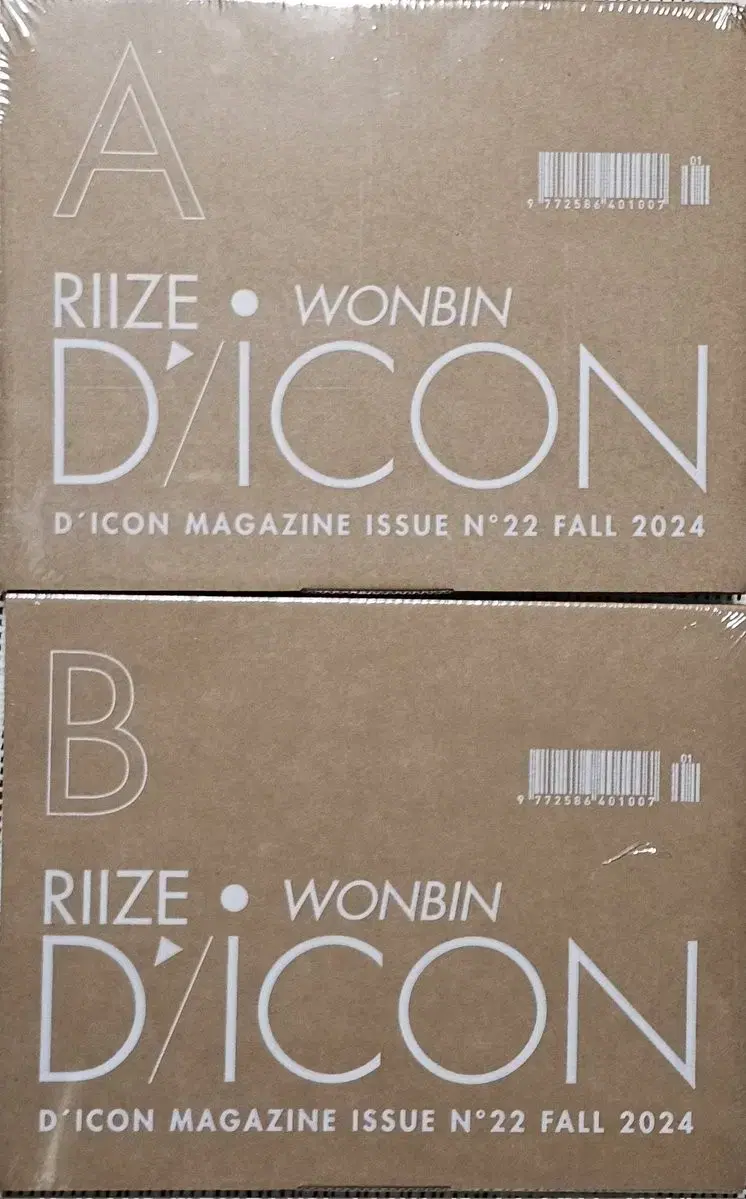 A
01
9 772586 401007
RIIZE • WONBIN
D'/ICON
D´ICON MAGAZINE ISSUE N°22 FALL 2024
B
01
9 772586 401007
RIIZE • WONBIN
D'/ICON
D´ICON MAGAZINE ISSUE N°22 FALL 2024